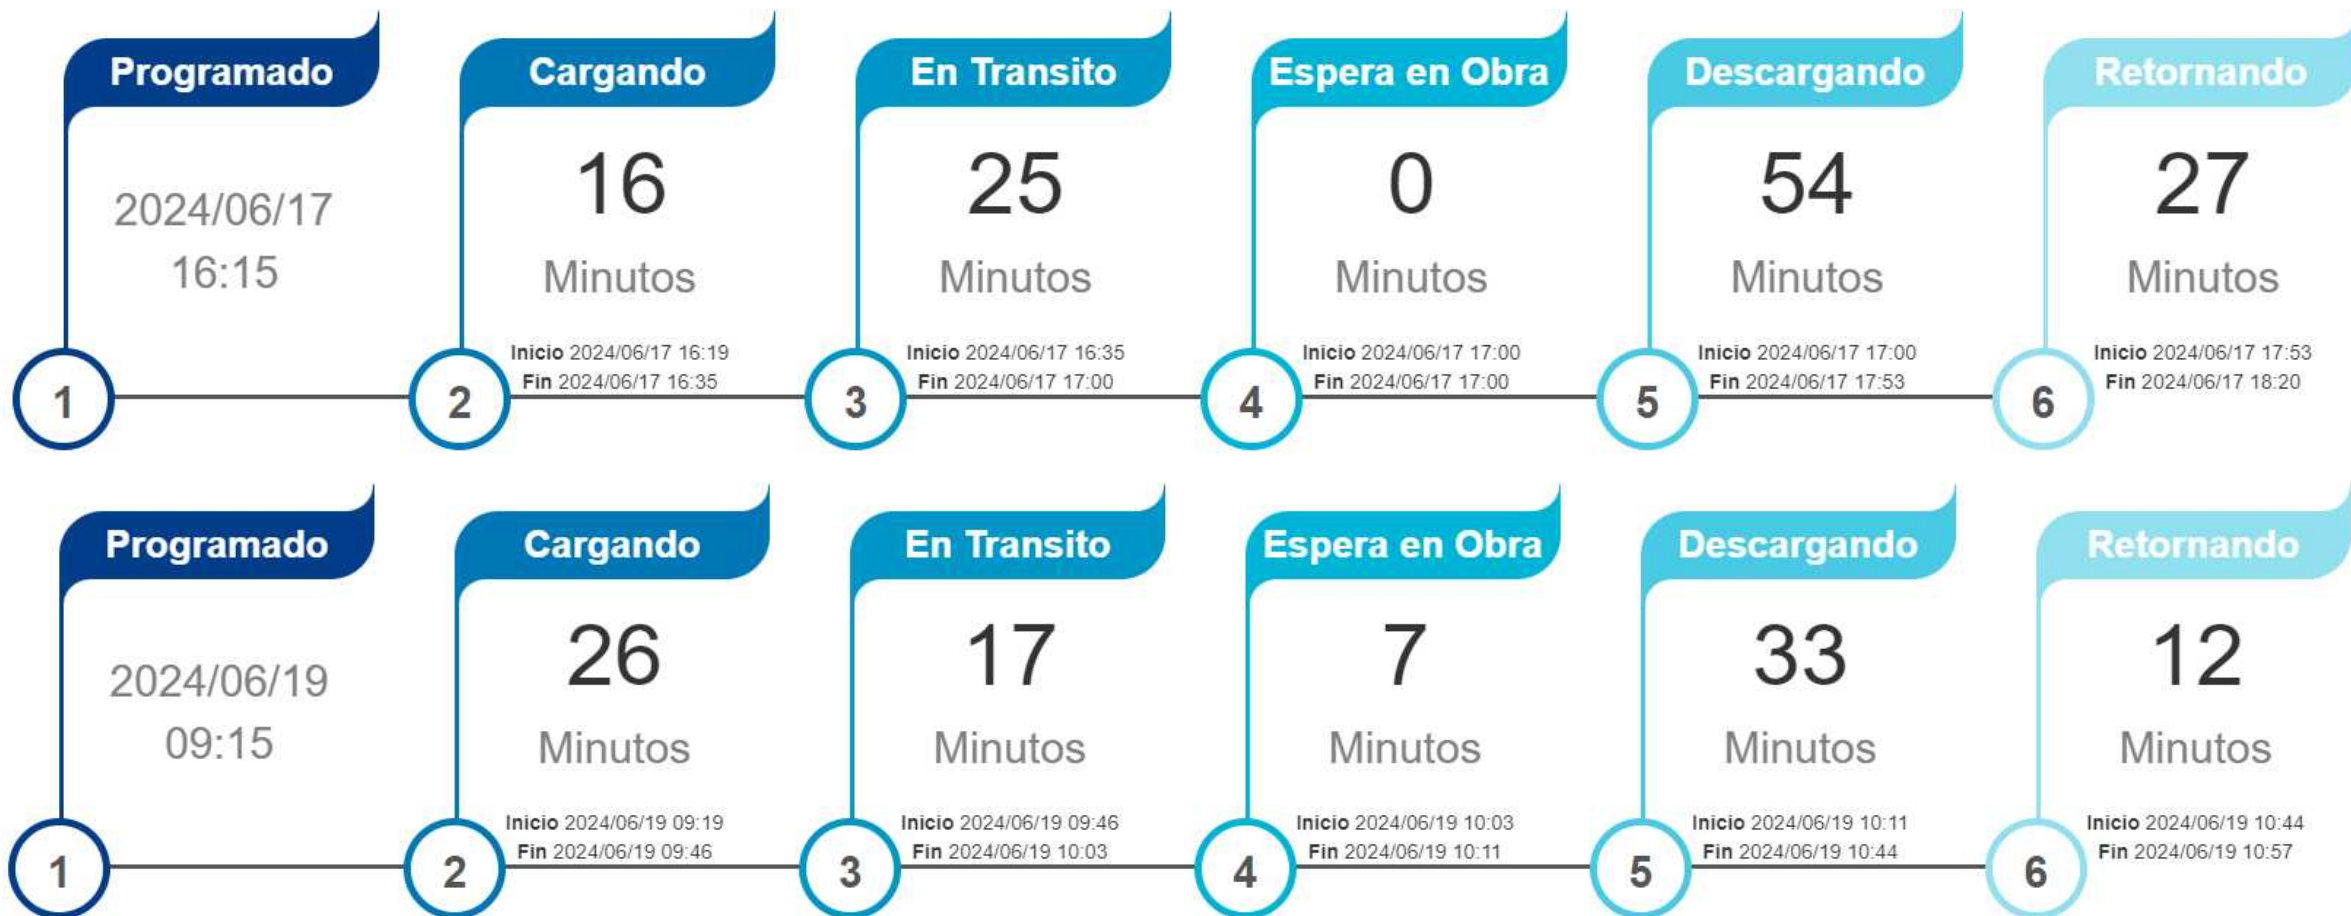 Programado
2024/06/17
16:15
1
Cargando
16
Minutos
Inicio 2024/06/17 16:19
Fin 2024/06/17 16:35
2
En Transito
25
Minutos
Inicio 2024/06/17 16:35
Fin 2024/06/17 17:00
3
Espera en Obra
0
Minutos
Inicio 2024/06/17 17:00
Fin 2024/06/17 17:00
4
Descargando
54
Minutos
Inicio 2024/06/17 17:00
Fin 2024/06/17 17:53
5
Retornando
27
Minutos
Inicio 2024/06/17 17:53
Fin 2024/06/17 18:20
6
Programado
2024/06/19
09:15
1
Cargando
26
Minutos
Inicio 2024/06/19 09:19
Fin 2024/06/19 09:46
2
En Transito
17
Minutos
Inicio 2024/06/19 09:46
Fin 2024/06/19 10:03
3
Espera en Obra
7
Minutos
Inicio 2024/06/19 10:03
Fin 2024/06/19 10:11
4
Descargando
33
Minutos
Inicio 2024/06/19 10:11
Fin 2024/06/19 10:44
5
Retornando
12
Minutos
Inicio 2024/06/19 10:44
Fin 2024/06/19 10:57
6